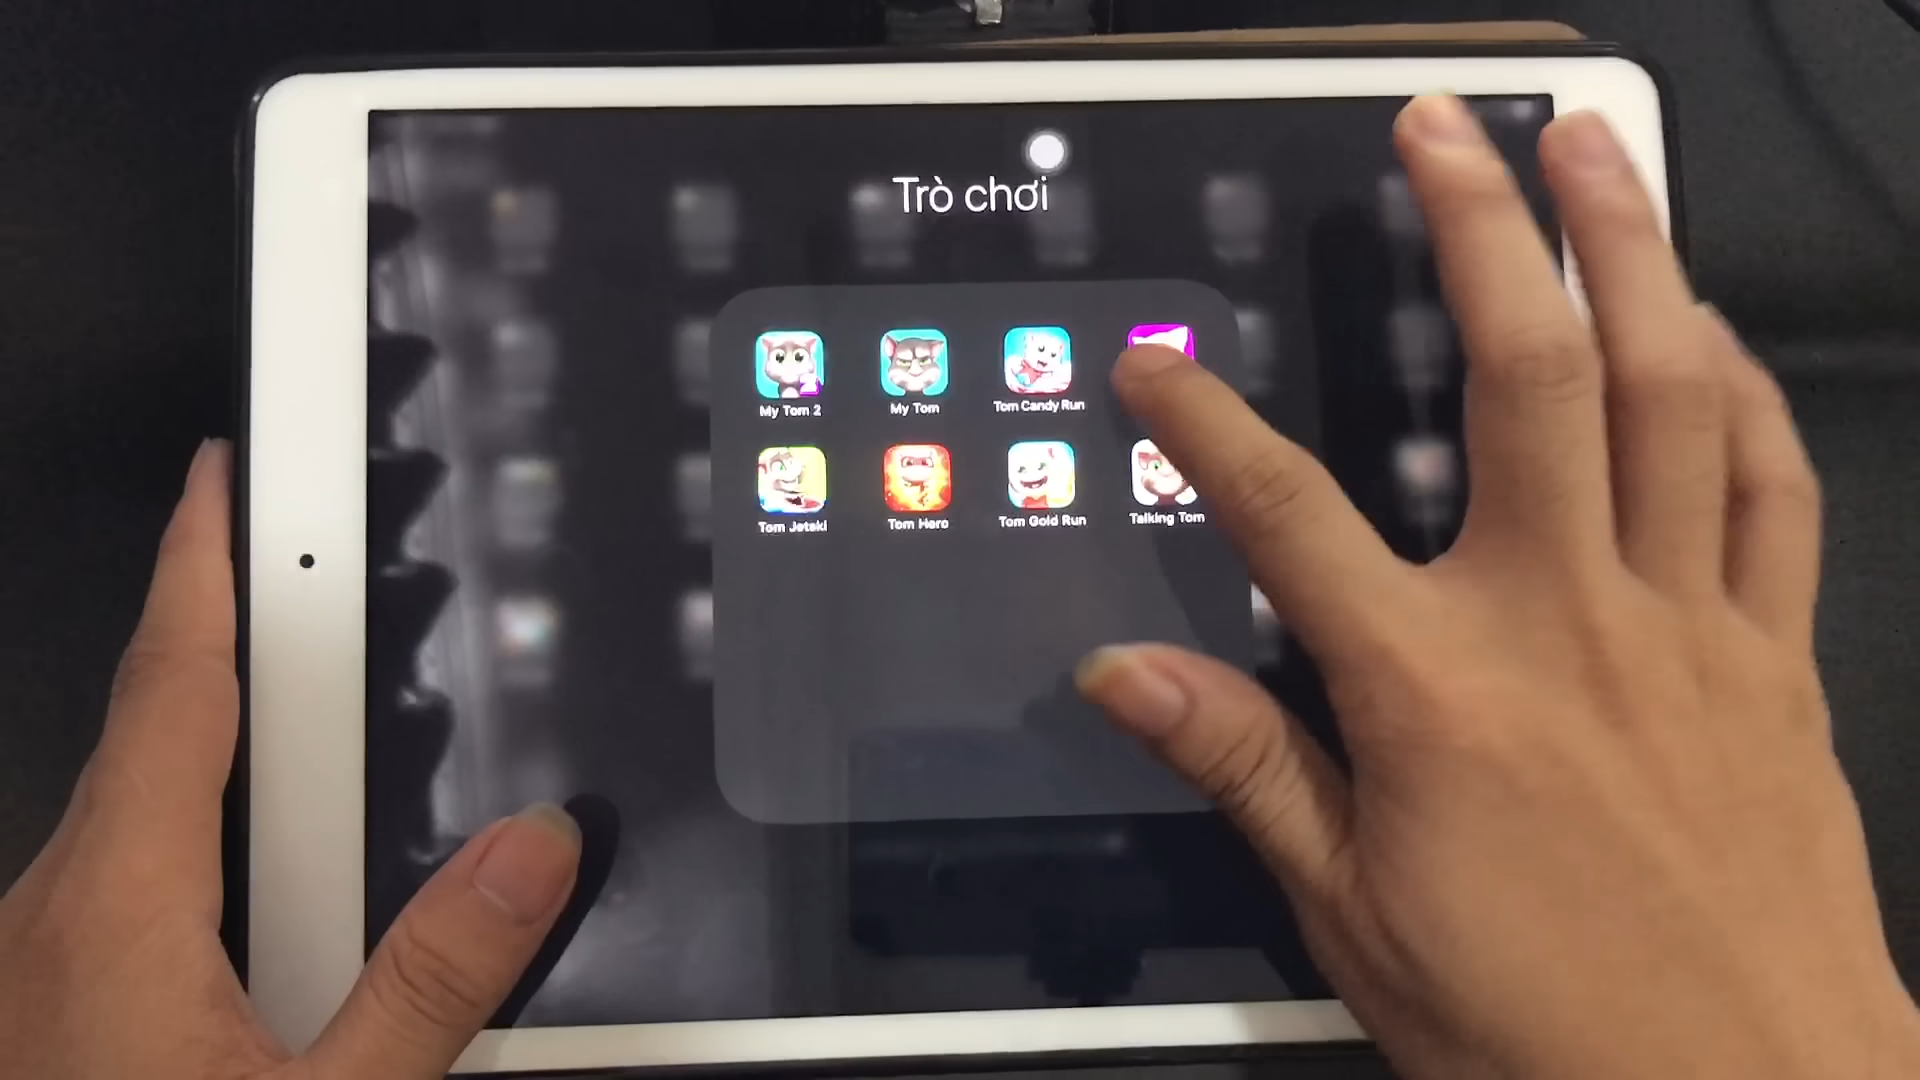 Trò chơi
My Tom 2
My Tom
Tom Candy Run
Tom Jetski
Tom Hero
Tom Gold Run
Talking Tom